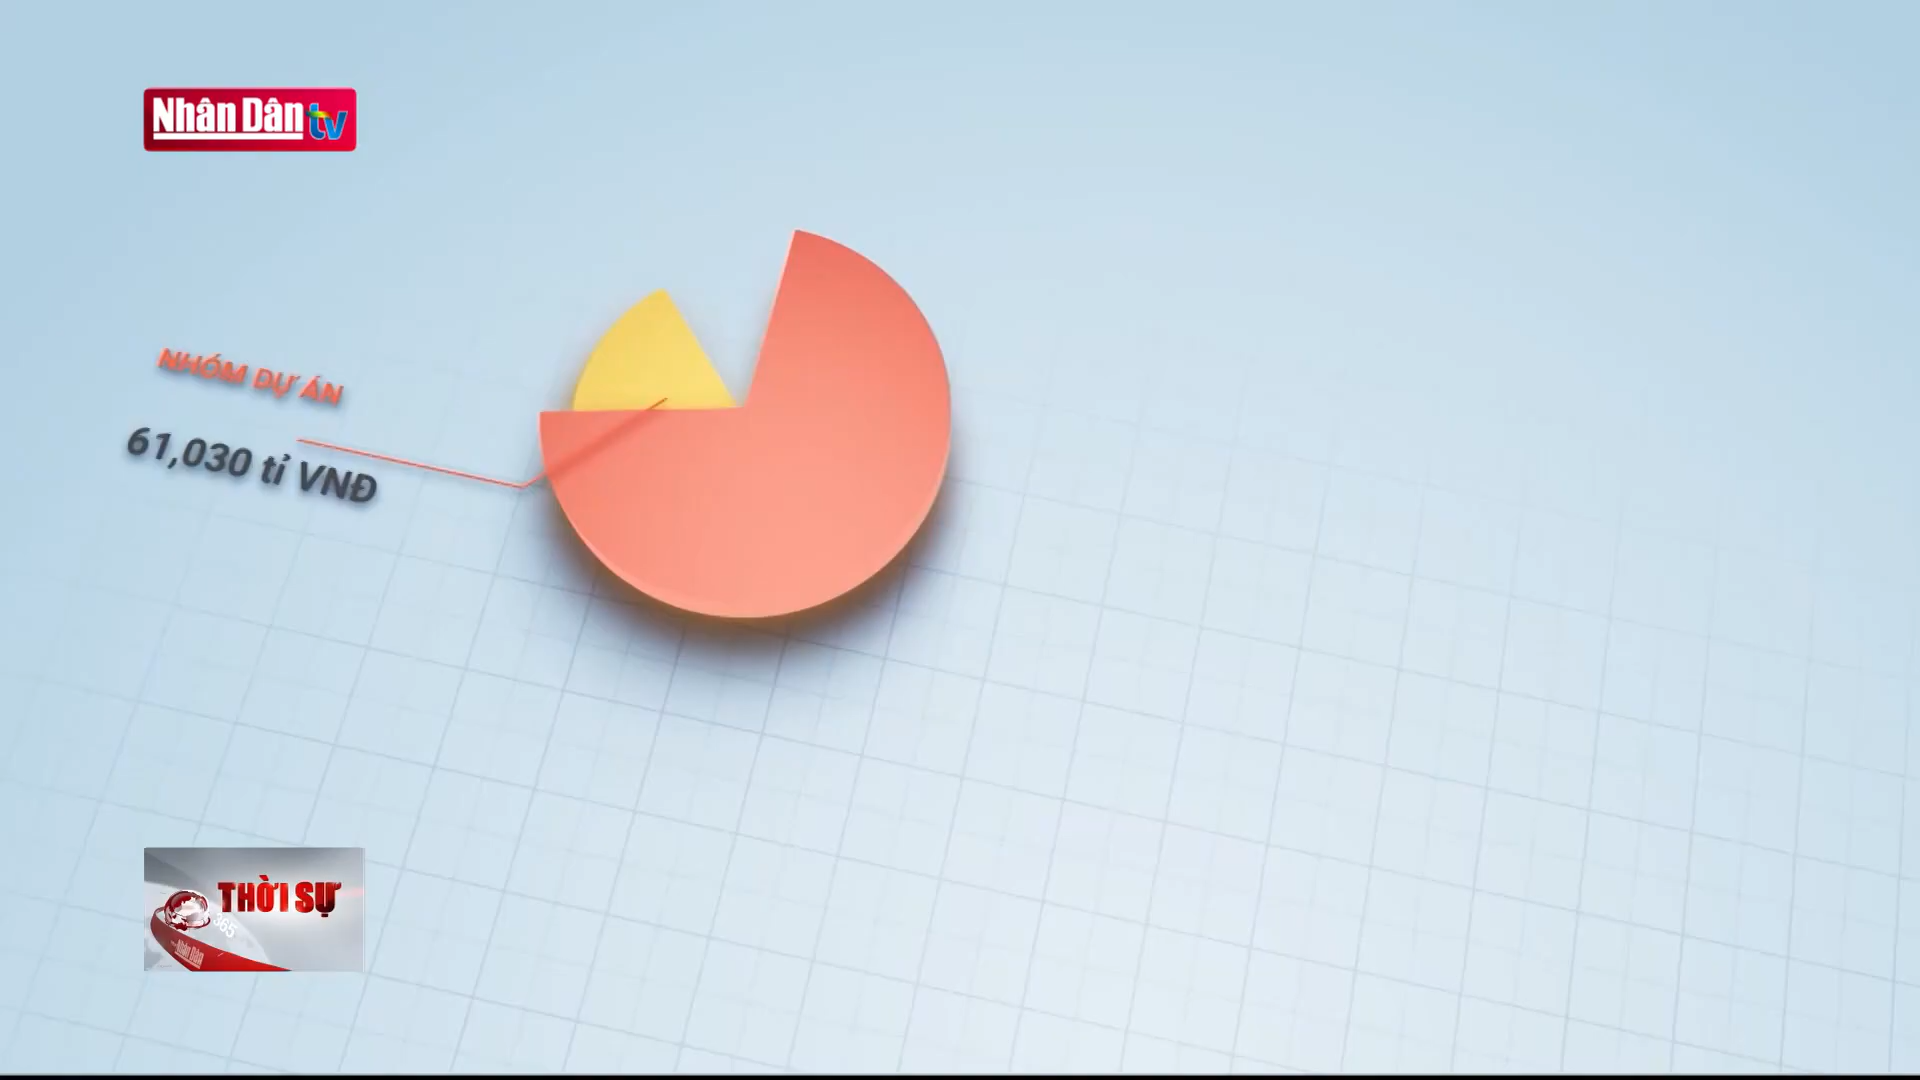 Nhân Dân tv
NHÓM DỰ ÁN
61,030 tỉ VNĐ
THỜI SỰ
365
Nhân Dân